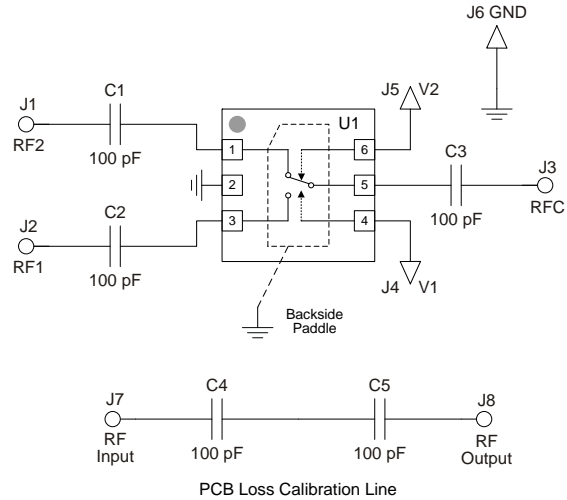 J6 GND
J1
C1
RF2
100 pF
U1
J5 V2
1
2
3
6
5
4
C3
100 pF
J3
RFC
J2
C2
RF1
100 pF
J4 V1
Backside
Paddle
J7
C4
C5
J8
RF
Input
100 pF
100 pF
RF
Output
PCB Loss Calibration Line